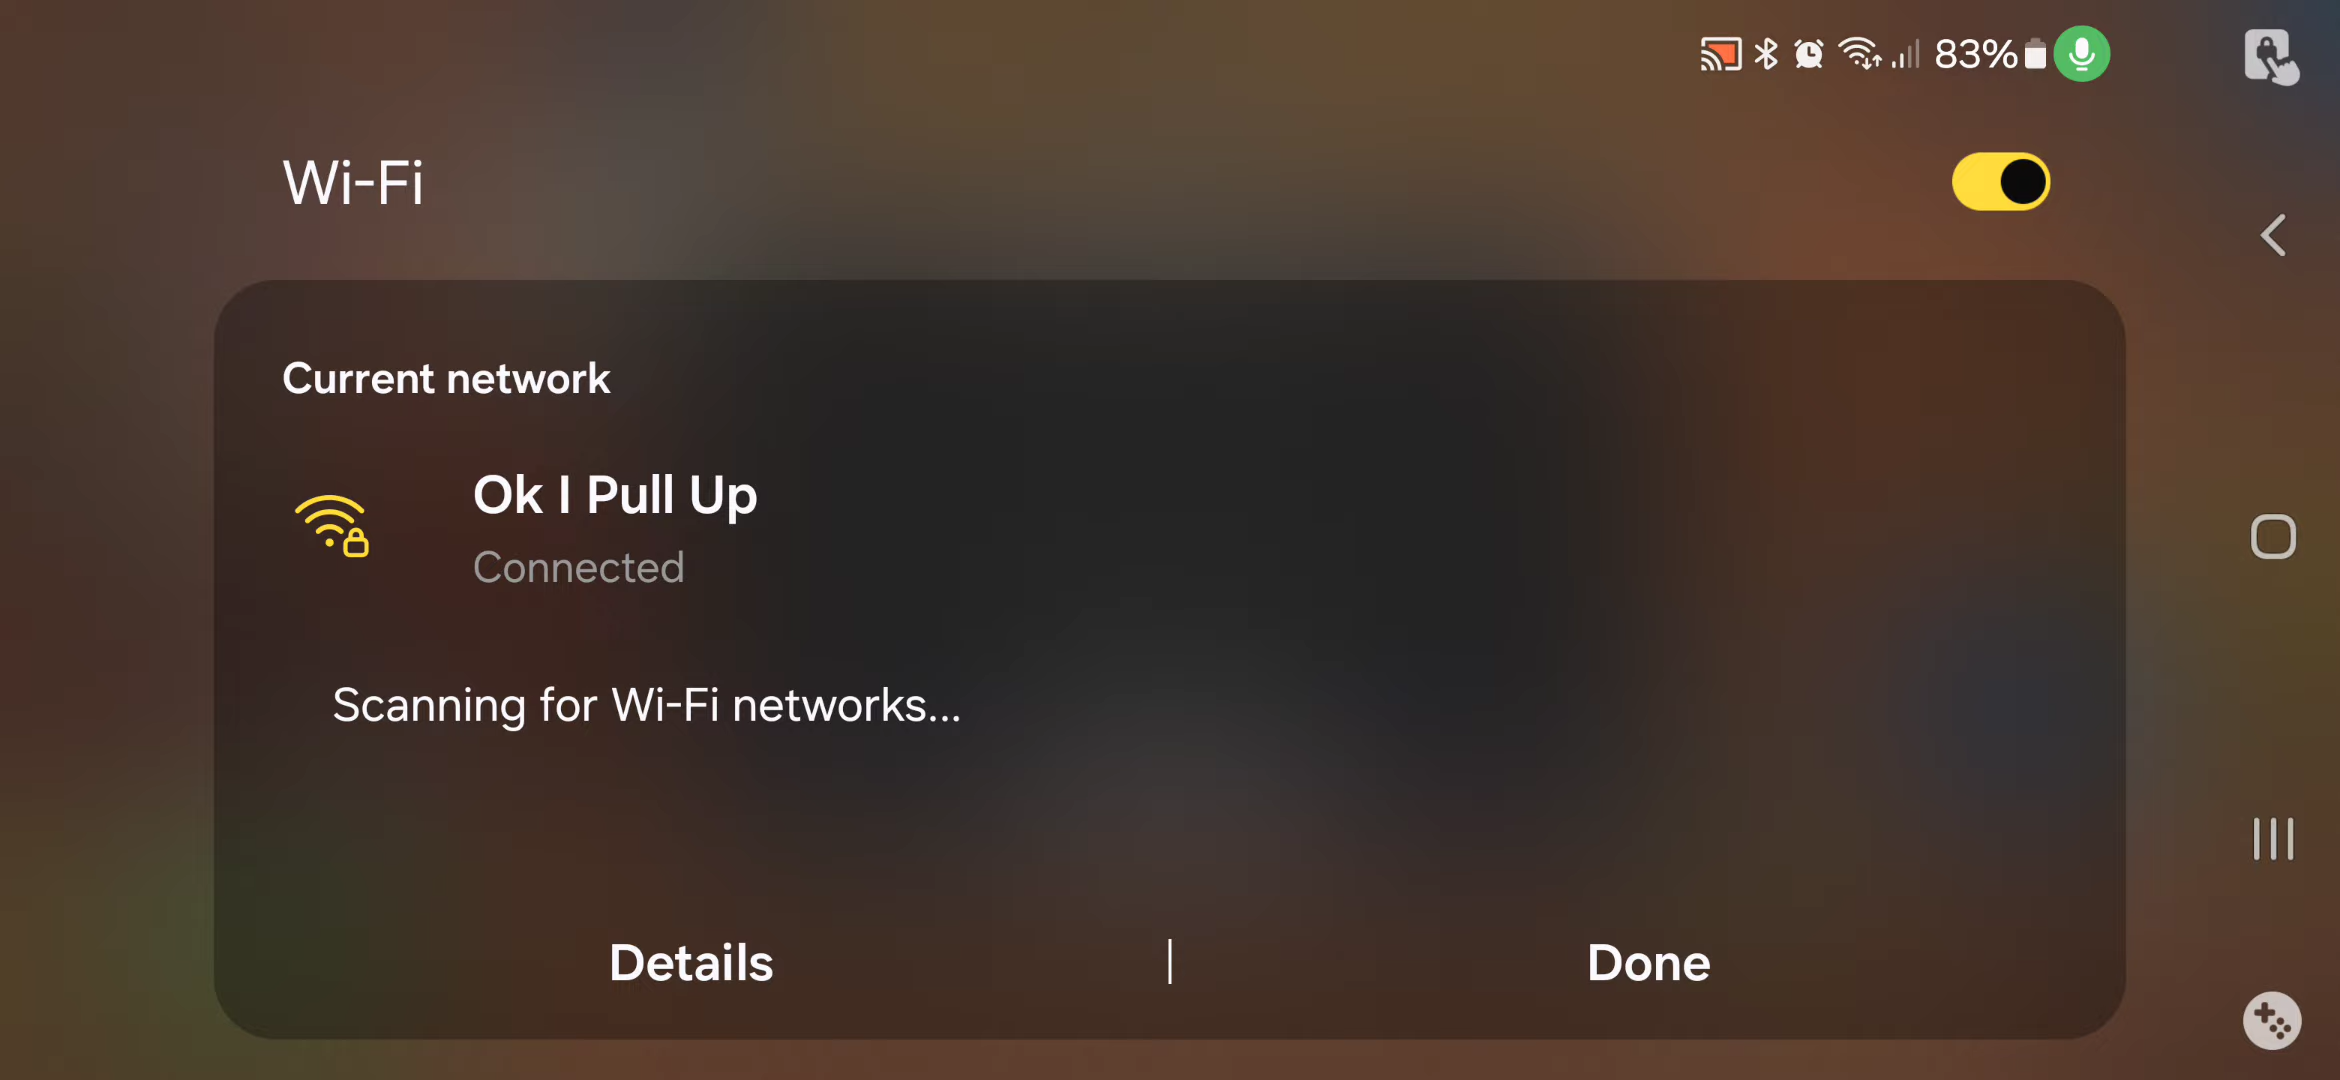 83%
Wi-Fi
Current network
Ok I Pull Up
Connected
Scanning for Wi-Fi networks...
Details | Done